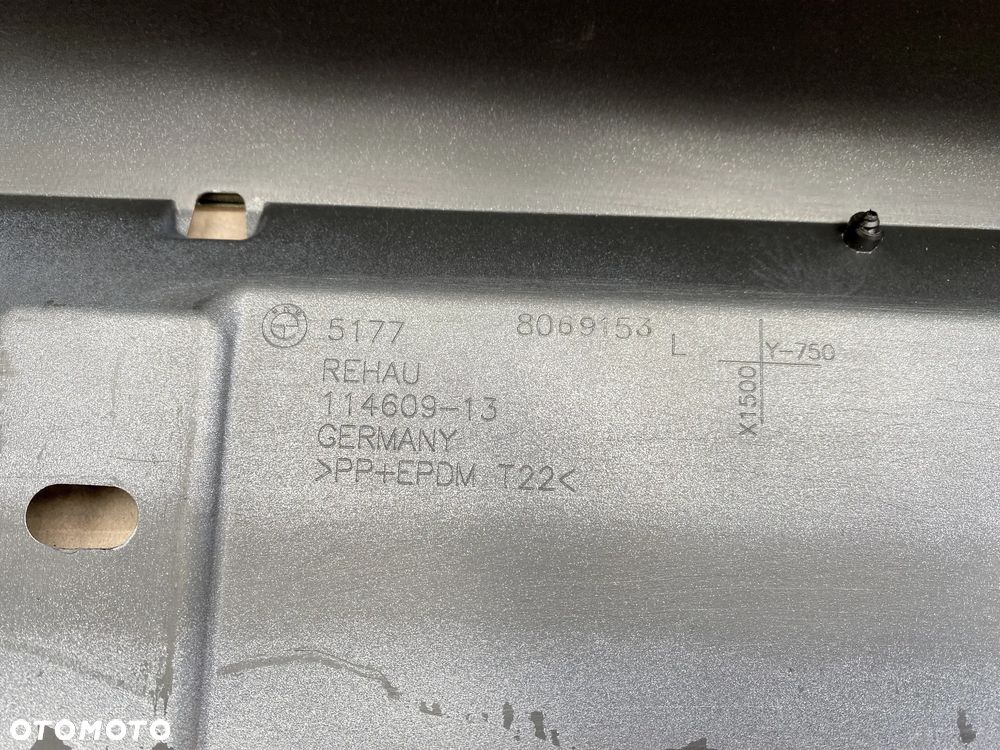 5177 8069153 L
REHAU
114609-13
GERMANY
>PP+EPDM T22<
Y-750
X1500
OTOMOTO